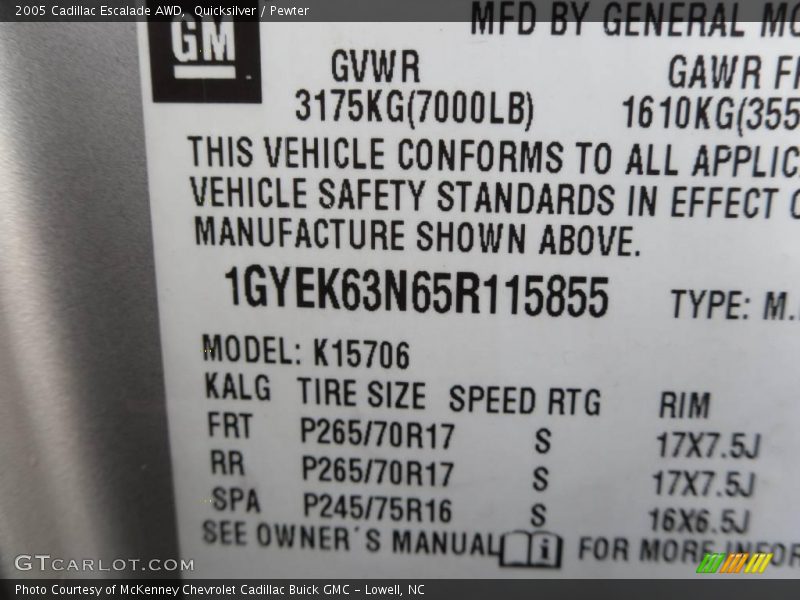 2005 Cadillac Escalade AWD, Quicksilver / Pewter
GM
MFD BY GENERAL
GVWR GAWR
3175KG(7000LB) 1610KG(355
THIS VEHICLE CONFORMS TO ALL
VEHICLE SAFETY STANDARDS IN EFFECT
MANUFACTURE SHOWN ABOVE.
1GYEK63N65R115855 TYPE: M.
MODEL: K15706
KALG TIRE SIZE SPEED RTG RIM
FRT P265/70R17 S 17X7.5J
RR P265/70R17 S 17X7.5J
SPA P245/75R16 S 16X6.5J
SEE OWNER'S MANUAL i FOR MORE
GTcarlot.com
Photo Courtesy of McKenney Chevrolet Cadillac Buick GMC - Lowell, NC